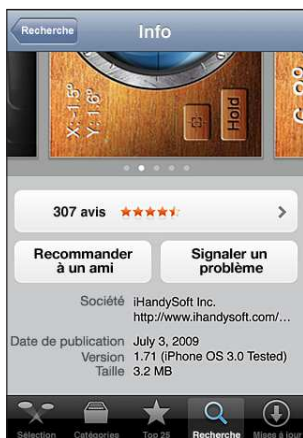 Recherche
Info
X: -1.5°
Y: 1.6°
Hold
307 avis
Recommander
à un ami
Signaler un
problème
Société iHandySoft Inc.
http://www.ihandysoft.com/...
Date de publication July 3, 2009
Version 1.71 (iPhone OS 3.0 Tested)
Taille 3.2 MB
Sélection Catégories Top 25 Recherche Mises à jour